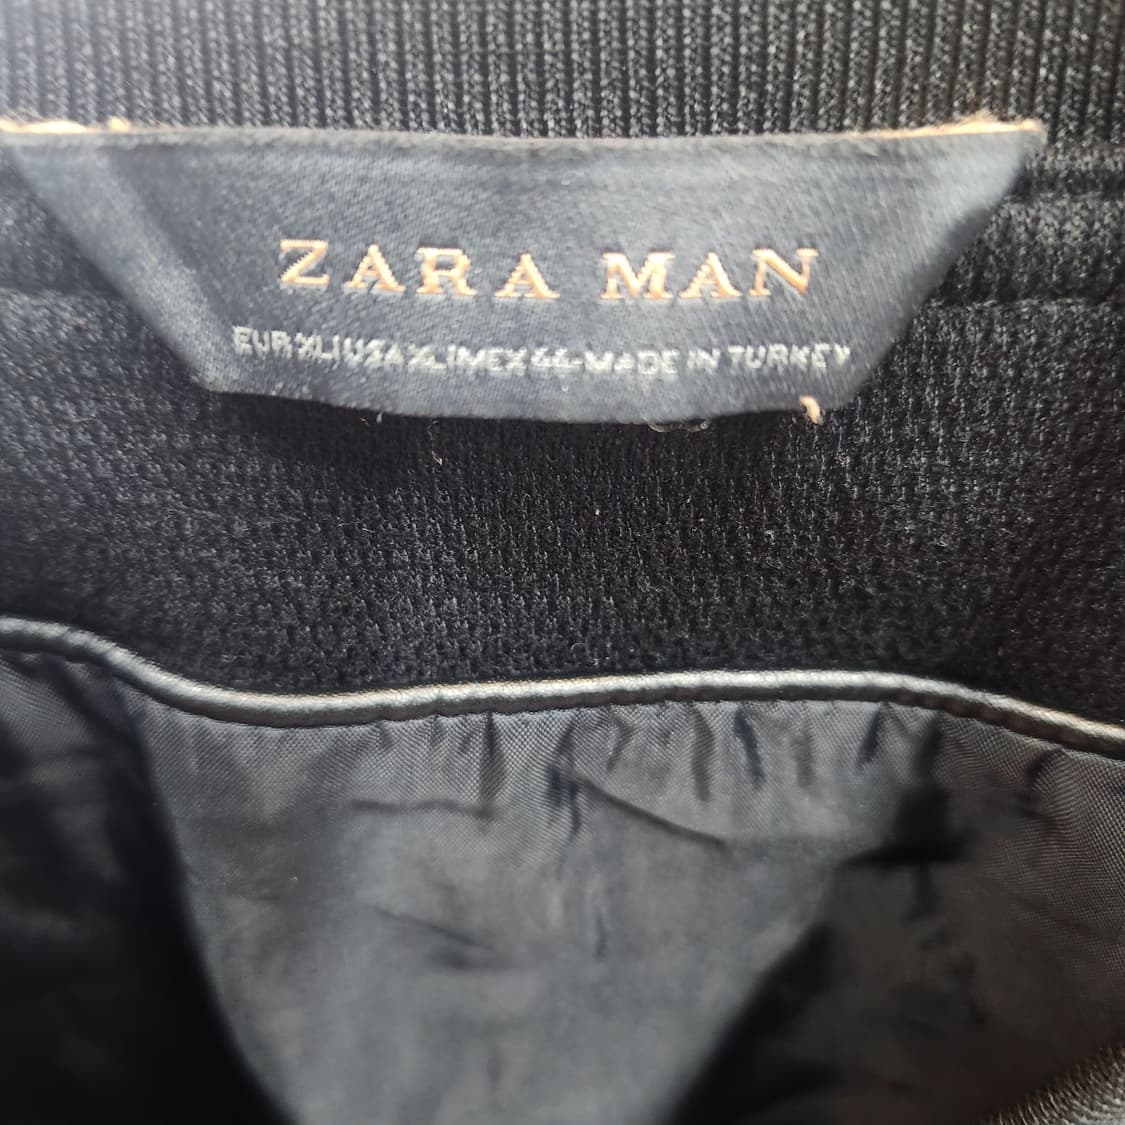 ZARA MAN
EUR XL|USA XL|MEX 44-MADE IN TURKEY